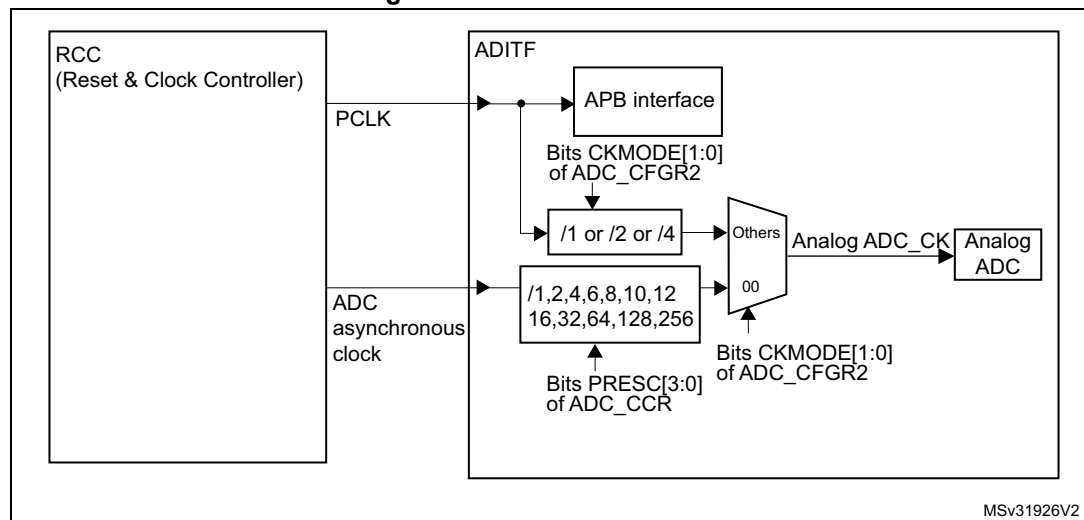 RCC
(Reset & Clock Controller)
ADITF
APB interface
PCLK
Bits CKMODE[1:0]
of ADC_CFGR2
/1 or /2 or /4
Others
Analog ADC_CK
Analog
ADC
00
/1,2,4,6,8,10,12
16,32,64,128,256
ADC
asynchronous
clock
Bits CKMODE[1:0]
of ADC_CFGR2
Bits PRESC[3:0]
of ADC_CCR
MSv31926V2